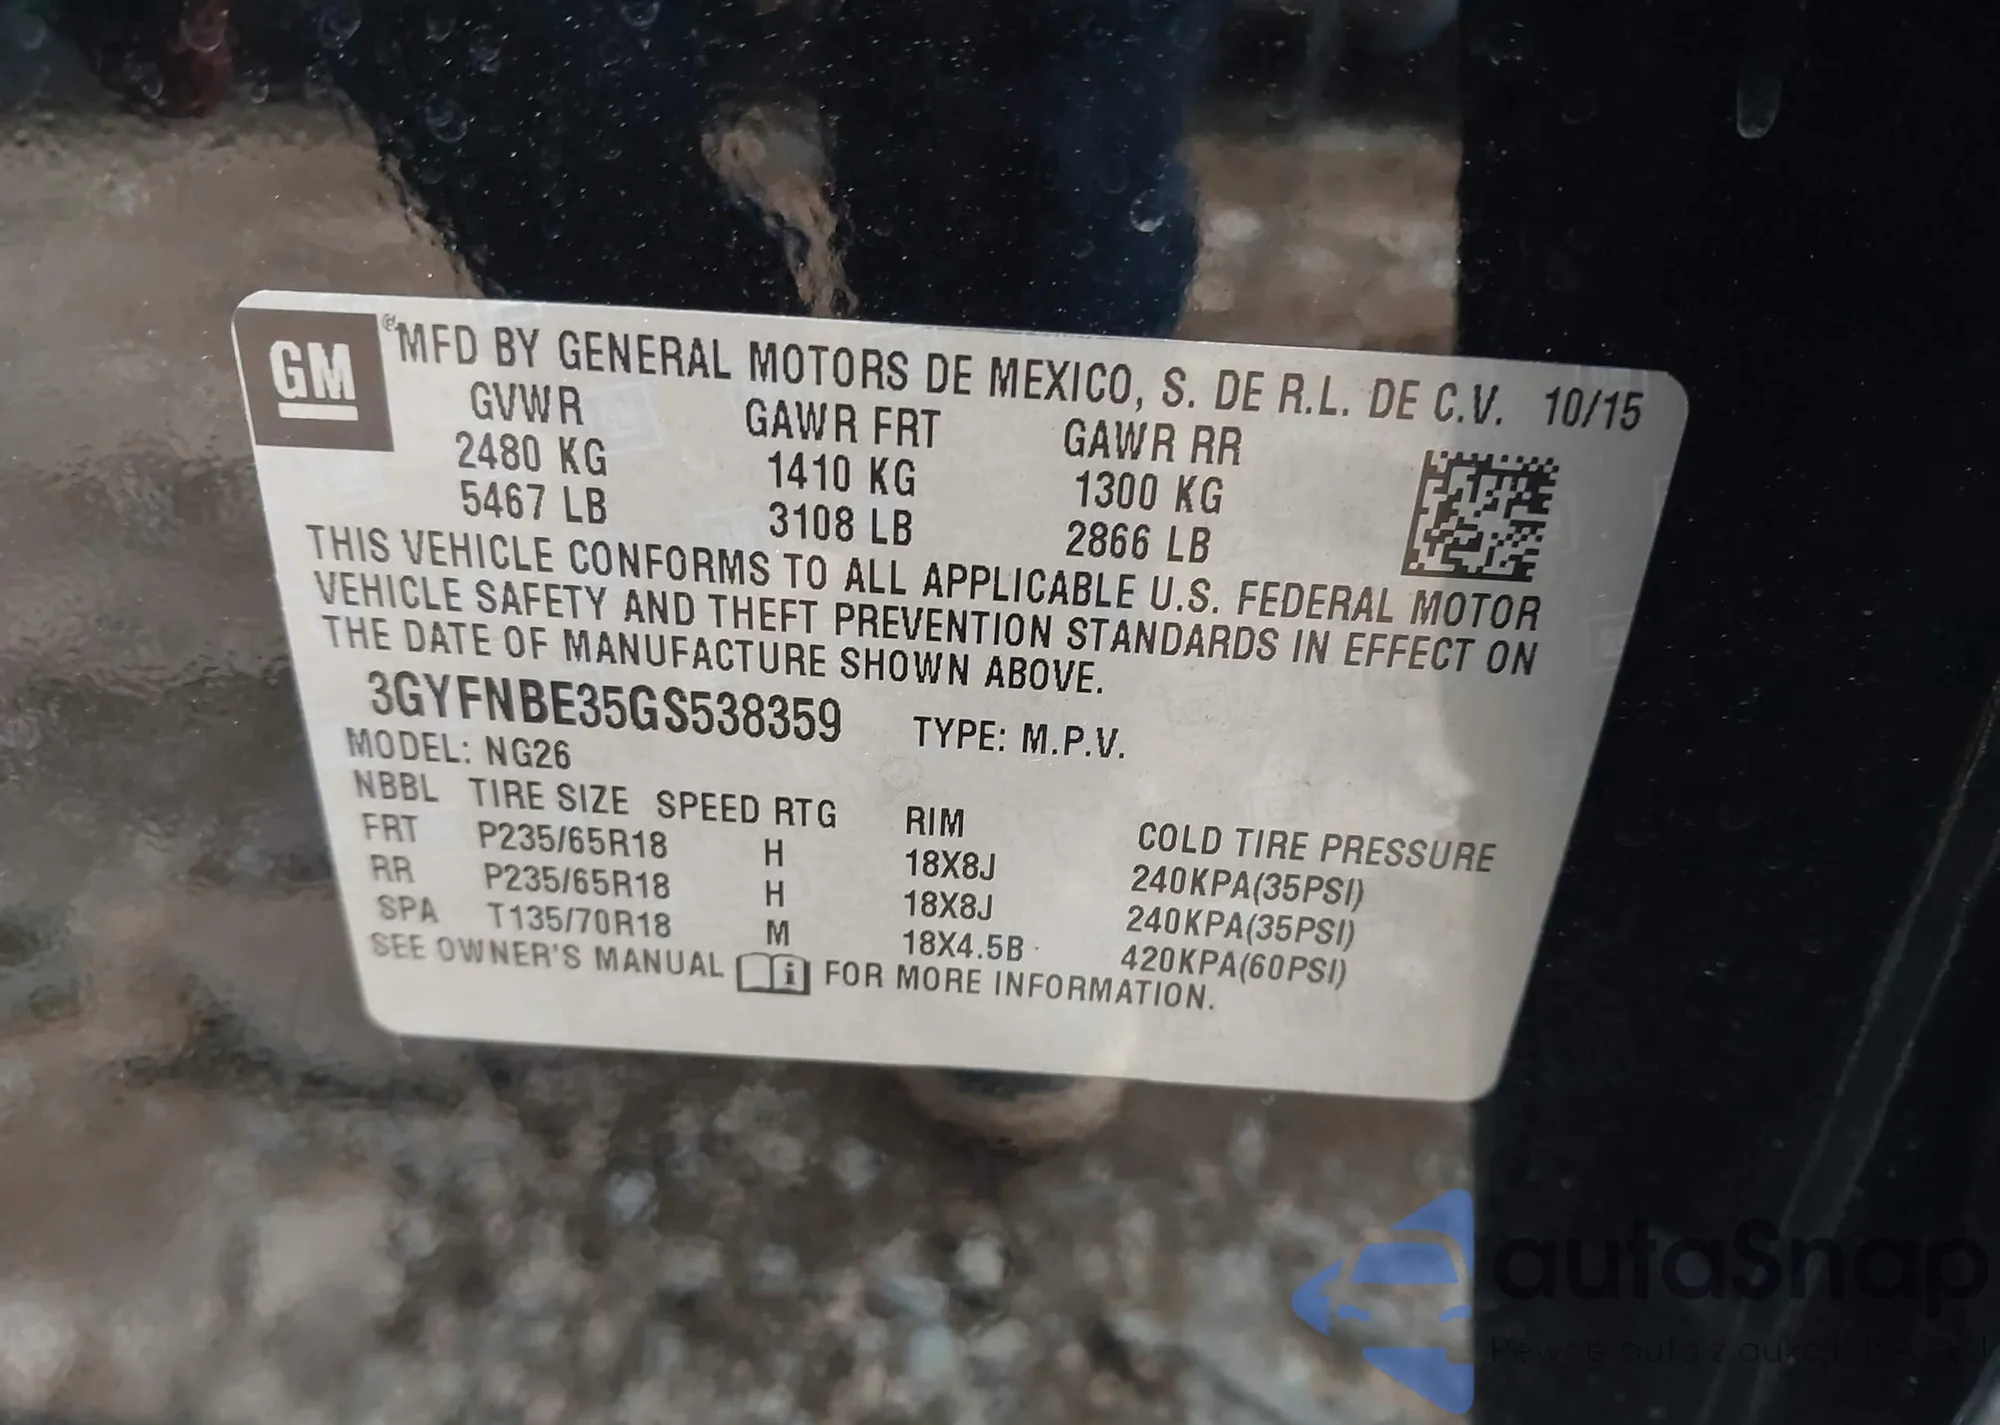 GM
MFD BY GENERAL MOTORS DE MEXICO, S. DE R.L. DE C.V. 10/15
GVWR GAWR FRT GAWR RR
2480 KG 1410 KG 1300 KG
5467 LB 3108 LB 2866 LB
THIS VEHICLE CONFORMS TO ALL APPLICABLE U.S. FEDERAL MOTOR
VEHICLE SAFETY AND THEFT PREVENTION STANDARDS IN EFFECT ON
THE DATE OF MANUFACTURE SHOWN ABOVE.
3GYFNBE35GS538359 TYPE: M.P.V.
MODEL: NG26
NBBL TIRE SIZE SPEED RTG RIM COLD TIRE PRESSURE
FRT P235/65R18 H 18X8J 240KPA(35PSI)
RR P235/65R18 H 18X8J 240KPA(35PSI)
SPA T135/70R18 M 18X4.5B 420KPA(60PSI)
SEE OWNER'S MANUAL i FOR MORE INFORMATION.
autaSnap
Pewne auta z